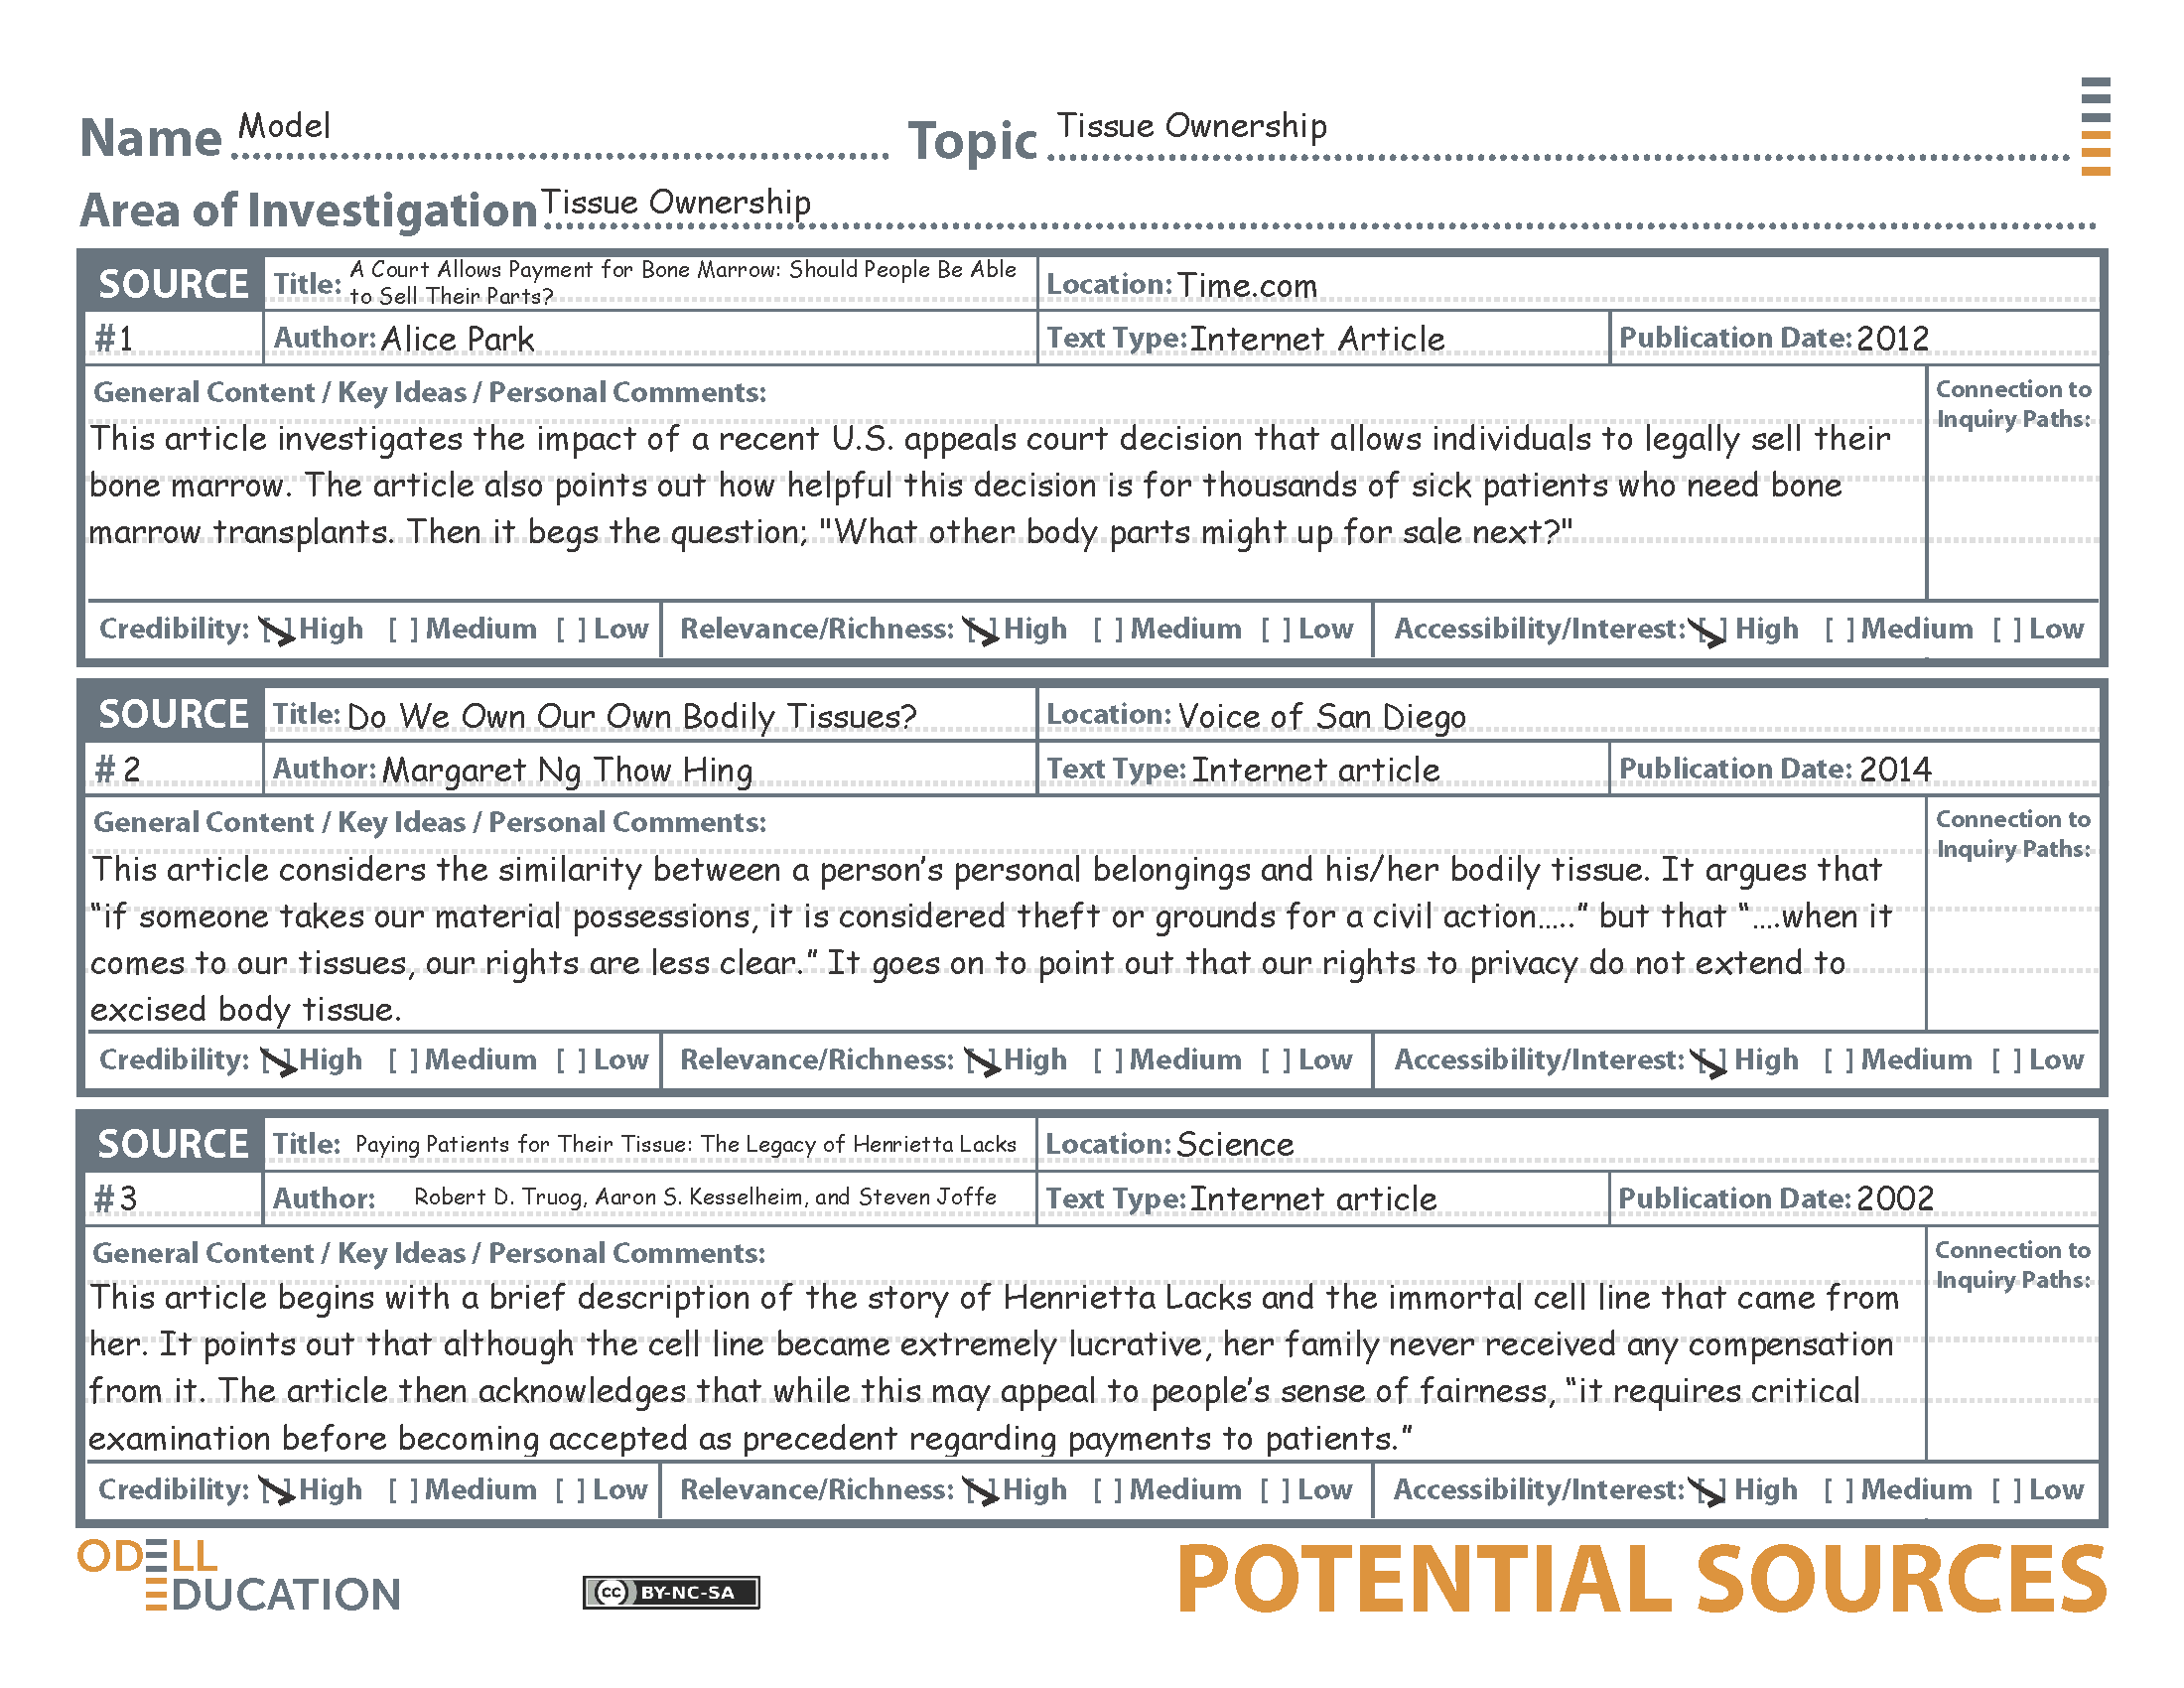 Name Model Topic Tissue Ownership
Area of Investigation Tissue Ownership
SOURCE Title: A Court Allows Payment for Bone Marrow: Should People Be Able
to Sell Their Parts? Location: Time.com
#1 Author: Alice Park Text Type: Internet Article Publication Date: 2012
General Content / Key Ideas / Personal Comments: Connection to
Inquiry Paths:
This article investigates the impact of a recent U.S. appeals court decision that allows individuals to legally sell their
bone marrow. The article also points out how helpful this decision is for thousands of sick patients who need bone
marrow transplants. Then it begs the question; "What other body parts might up for sale next?"
Credibility: [ ] High [ ] Medium [ ] Low Relevance/Richness: [ ] High [ ] Medium [ ] Low Accessibility/Interest: [ ] High [ ] Medium [ ] Low
SOURCE Title: Do We Own Our Own Bodily Tissues? Location: Voice of San Diego
# 2 Author: Margaret Ng Thow Hing Text Type: Internet article Publication Date: 2014
General Content / Key Ideas / Personal Comments: Connection to
Inquiry Paths:
This article considers the similarity between a person’s personal belongings and his/her bodily tissue. It argues that
“if someone takes our material possessions, it is considered theft or grounds for a civil action.....” but that “ ....when it
comes to our tissues, our rights are less clear.” It goes on to point out that our rights to privacy do not extend to
excised body tissue.
Credibility: [ ] High [ ] Medium [ ] Low Relevance/Richness: [ ] High [ ] Medium [ ] Low Accessibility/Interest: [ ] High [ ] Medium [ ] Low
SOURCE Title: Paying Patients for Their Tissue: The Legacy of Henrietta Lacks Location: Science
#3 Author: Robert D. Truog, Aaron S. Kesselheim, and Steven Joffe Text Type: Internet article Publication Date: 2002
General Content / Key Ideas / Personal Comments: Connection to
Inquiry Paths:
This article begins with a brief description of the story of Henrietta Lacks and the immortal cell line that came from
her. It points out that although the cell line became extremely lucrative, her family never received any compensation
from it. The article then acknowledges that while this may appeal to people’s sense of fairness, “it requires critical
examination before becoming accepted as precedent regarding payments to patients.”
Credibility: [ ] High [ ] Medium [ ] Low Relevance/Richness: [ ] High [ ] Medium [ ] Low Accessibility/Interest: [ ] High [ ] Medium [ ] Low
ODELL
EDUCATION
cc BY-NC-SA
POTENTIAL SOURCES